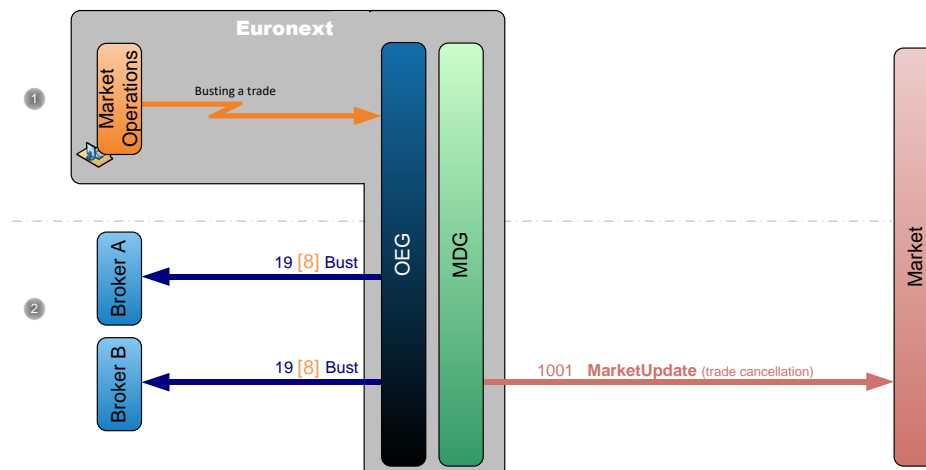 Euronext
Market
Operations
1
Busting a trade
OEG
MDG
Market
2
Broker A
19 [8] Bust
Broker B
19 [8] Bust
1001 MarketUpdate (trade cancellation)